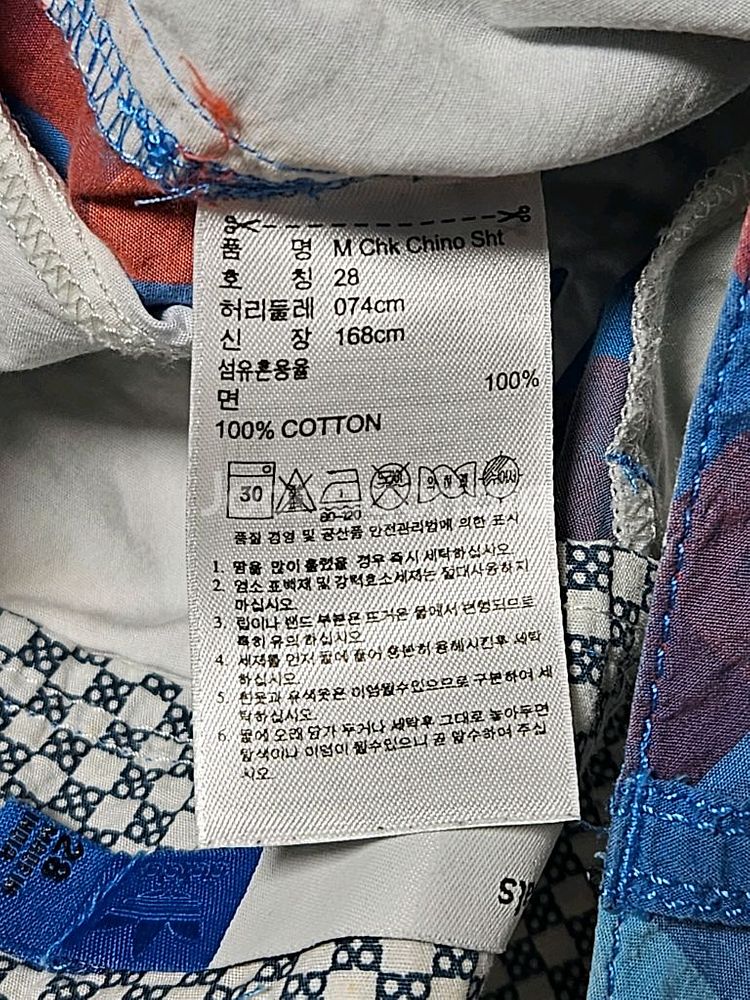 품 명 M Chk Chino Sht
호 칭 28
허리둘레 074cm
신 장 168cm
섬유혼용율
면 100%
100% COTTON
30
80-120
약하게
품질 경영 및 공산품 안전관리법에 의한 표시
1. 땀을 많이 흘렸을 경우 즉시 세탁하십시오.
2. 염소 표백제 및 강력효소세제는 절대사용하지
마십시오.
3. 립이나 밴드 부분은 뜨거운 물에서 변형되므로
특히 유의 하십시오.
4. 세제를 먼저 물에 풀어 충분히 용해시킨후 세탁
하십시오.
5. 흰옷과 유색옷은 이염될수있으므로 구분하여 세
탁하십시오.
6. 물에 오래 담가 두거나 세탁후 그대로 놓아두면
탈색이나 이염이 될수있으니 곧 탈수하여 주십
시오.
28